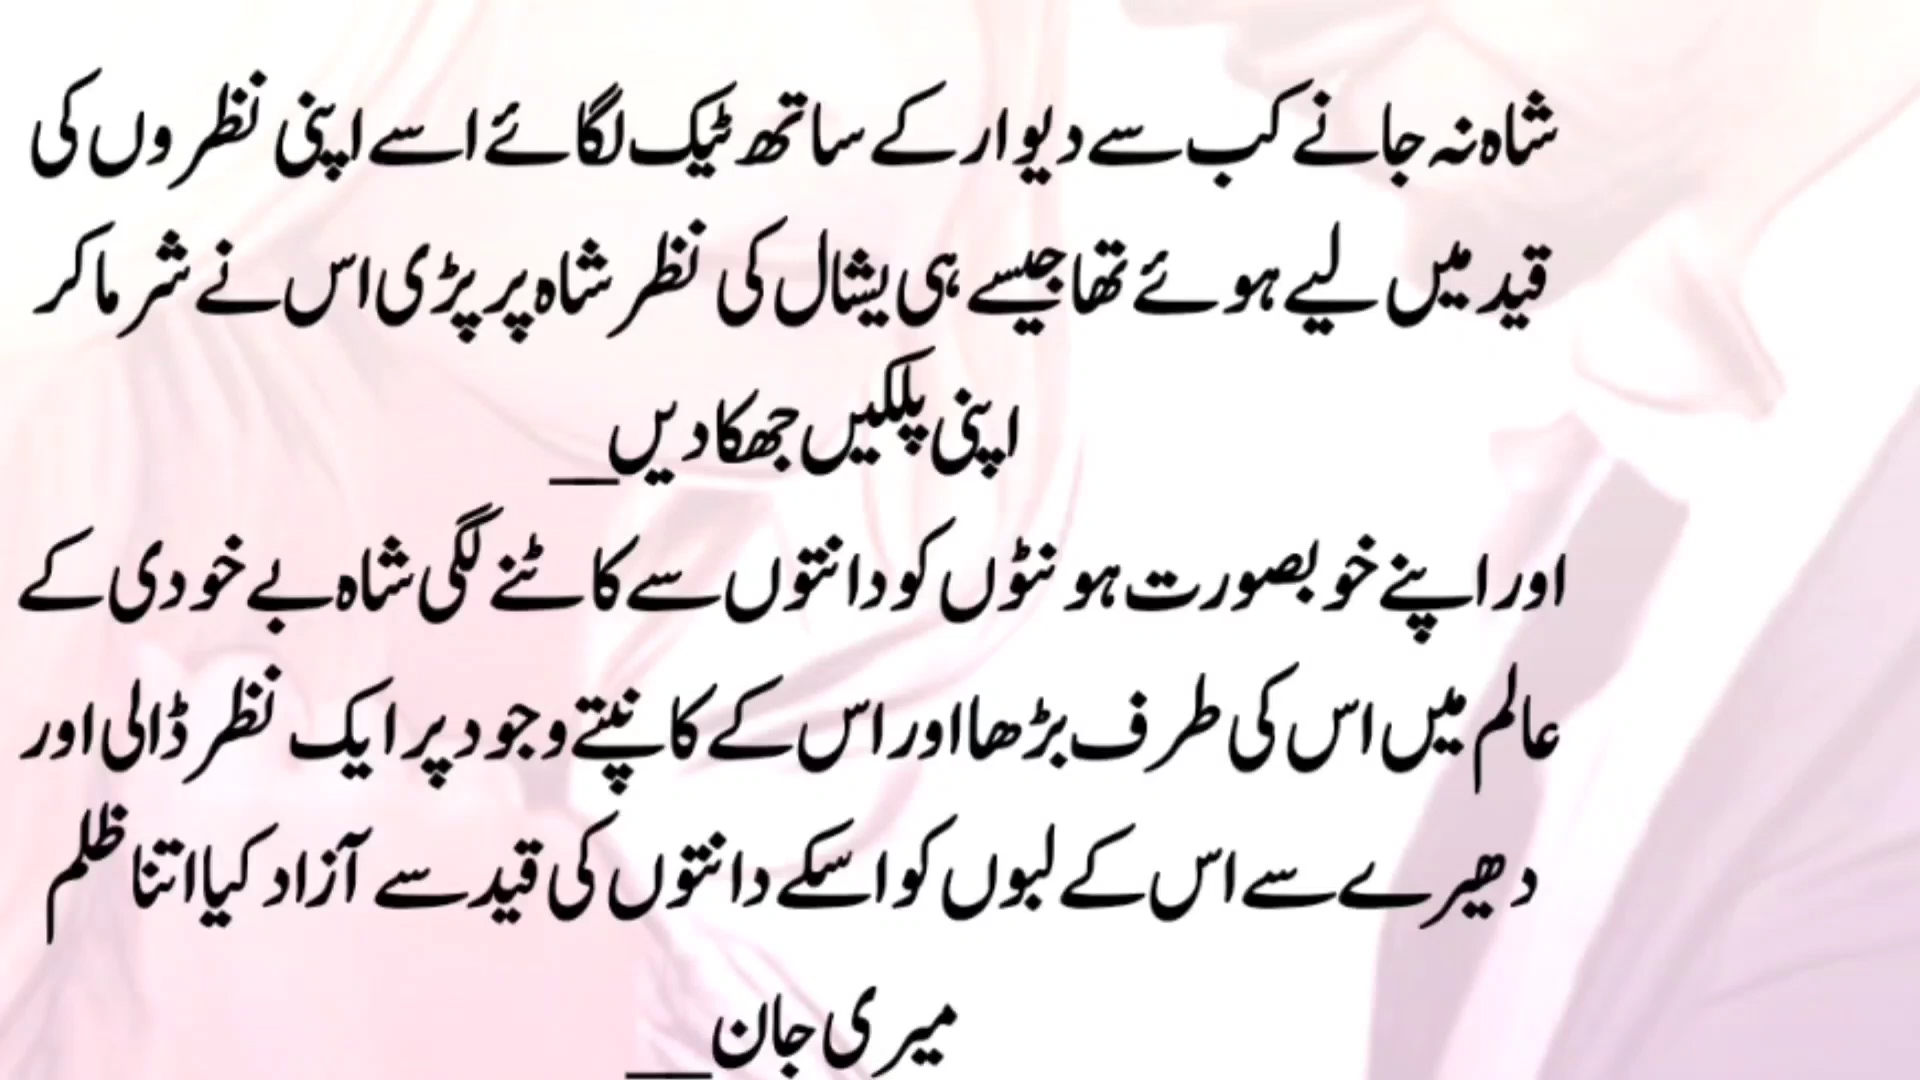 شاہ نہ جانے کب سے دیوار کے ساتھ ٹیک لگائے اسے اپنی نظروں کی
قید میں لیے ہوئے تھا جیسے ہی یشال کی نظر شاہ پر پڑی اس نے شرما کر
اپنی پلکیں جھکا دیں__
اور اپنے خوبصورت ہونٹوں کو دانتوں سے کاٹنے لگی شاہ بے خودی کے
عالم میں اس کی طرف بڑھا اور اس کے کانپتے وجود پر ایک نظر ڈالی اور
دھیرے سے اس کے لبوں کو اسکے دانتوں کی قید سے آزاد کیا اتنا ظلم
میری جان__